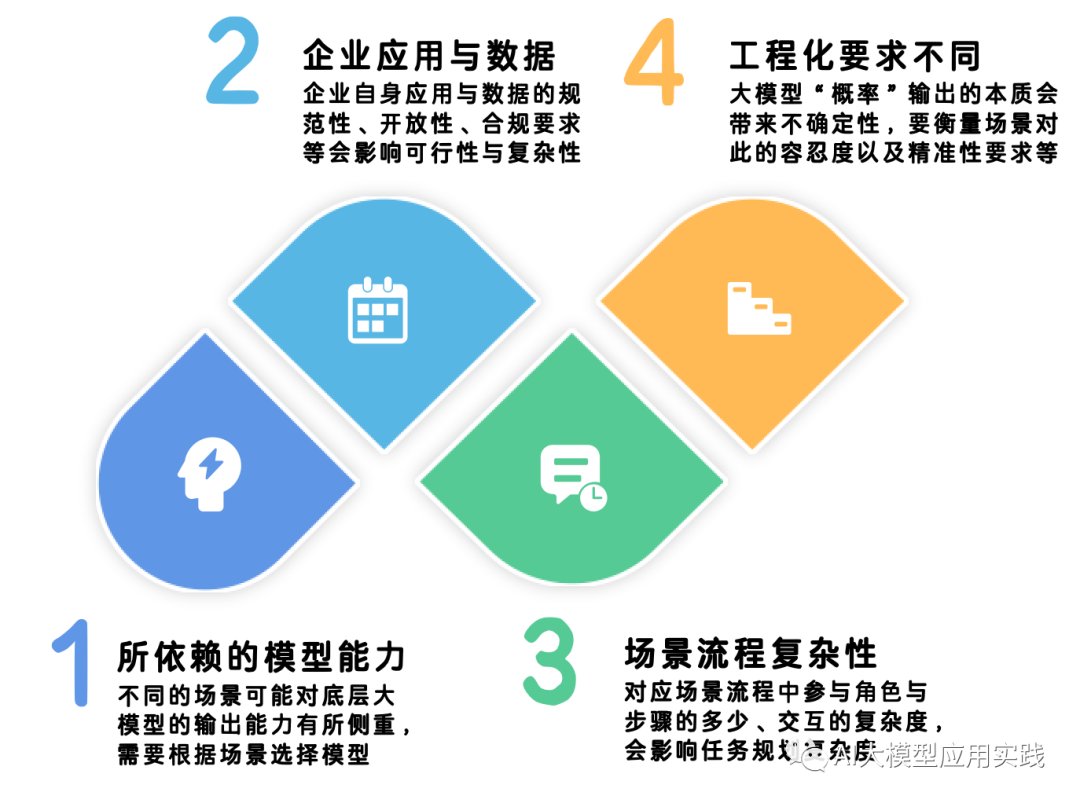 2
企业应用与数据
企业自身应用与数据的规
范性、开放性、合规要求
等会影响可行性与复杂性
4
工程化要求不同
大模型“概率”输出的本质会
带来不确定性，要衡量场景对
此的容忍度以及精准性要求等
1
所依赖的模型能力
不同的场景可能对底层大
模型的输出能力有所侧重，
需要根据场景选择模型
3
场景流程复杂性
对应场景流程中参与角色与
步骤的多少、交互的复杂度，
会影响任务规划复杂度
AI大模型应用实践